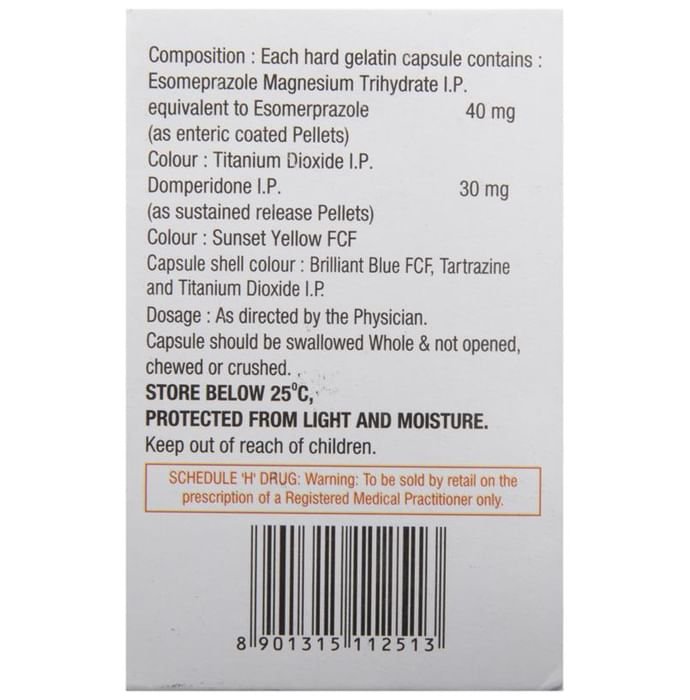 Composition : Each hard gelatin capsule contains :
Esomeprazole Magnesium Trihydrate I.P.
equivalent to Esomerprazole 40 mg
(as enteric coated Pellets)
Colour : Titanium Dioxide I.P.
Domperidone I.P. 30 mg
(as sustained release Pellets)
Colour : Sunset Yellow FCF
Capsule shell colour : Brilliant Blue FCF, Tartrazine
and Titanium Dioxide I.P.
Dosage : As directed by the Physician.
Capsule should be swallowed Whole & not opened,
chewed or crushed.
STORE BELOW 25°C,
PROTECTED FROM LIGHT AND MOISTURE.
Keep out of reach of children.
SCHEDULE 'H' DRUG: Warning: To be sold by retail on the
prescription of a Registered Medical Practitioner only.
8 901315 112513